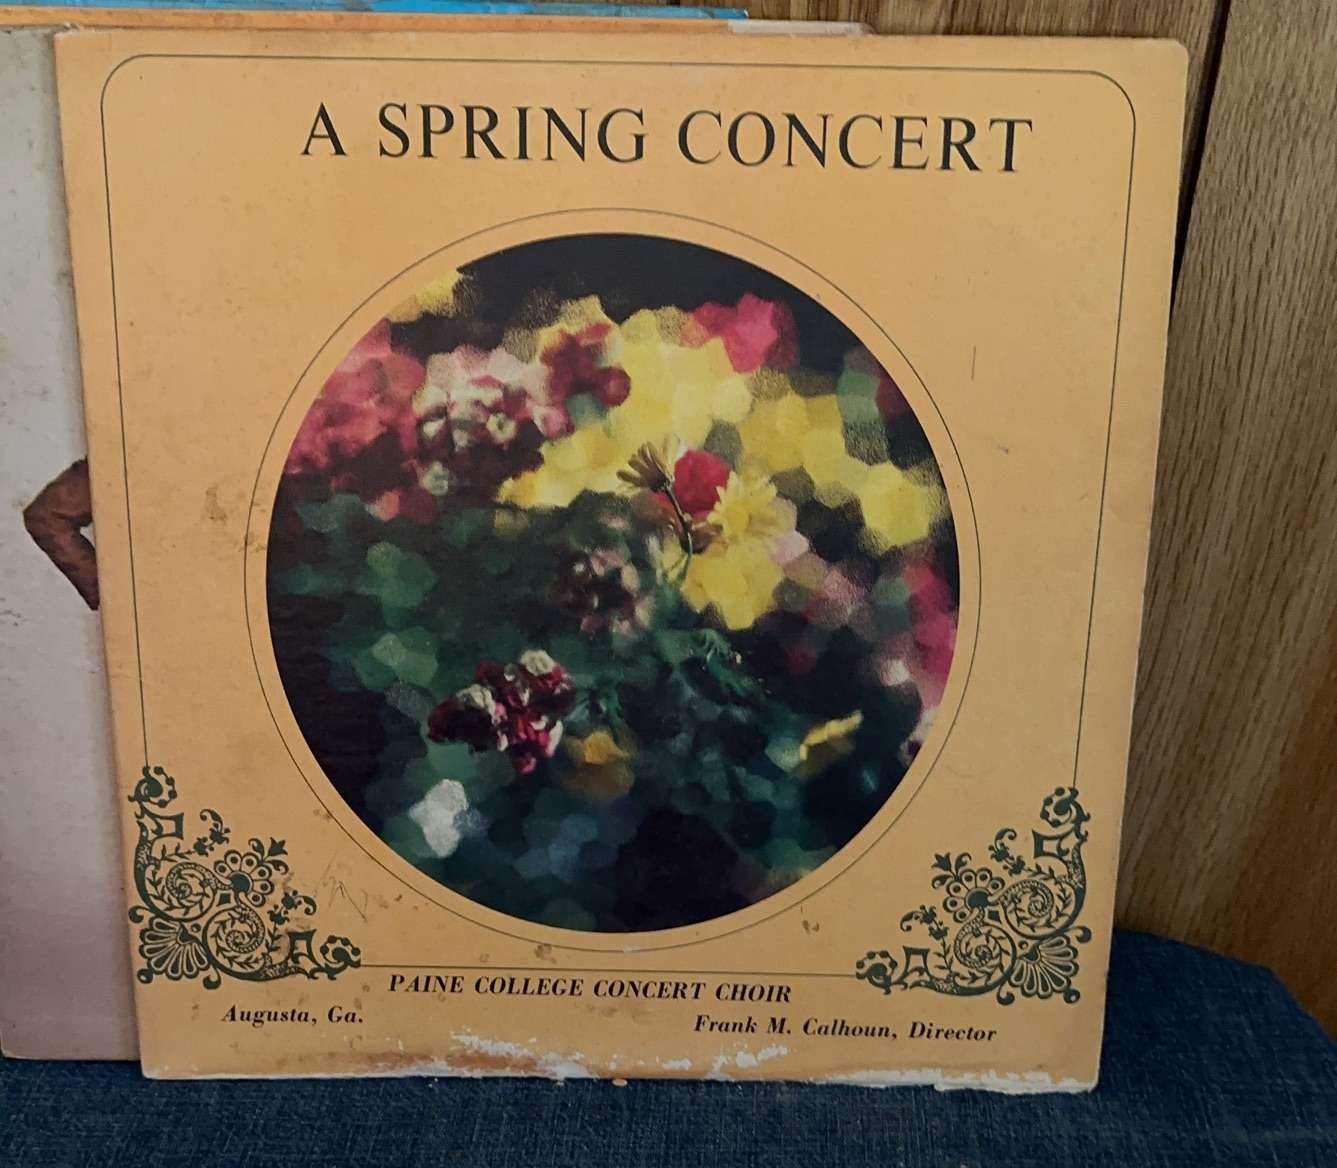 A SPRING CONCERT
PAINE COLLEGE CONCERT CHOIR
Augusta, Ga.
Frank M. Calhoun, Director